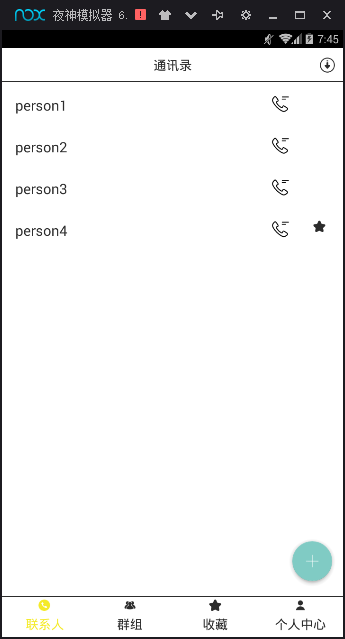 nox 夜神模拟器 6.
7:45
通讯录
person1
person2
person3
person4
联系人 群组 收藏 个人中心